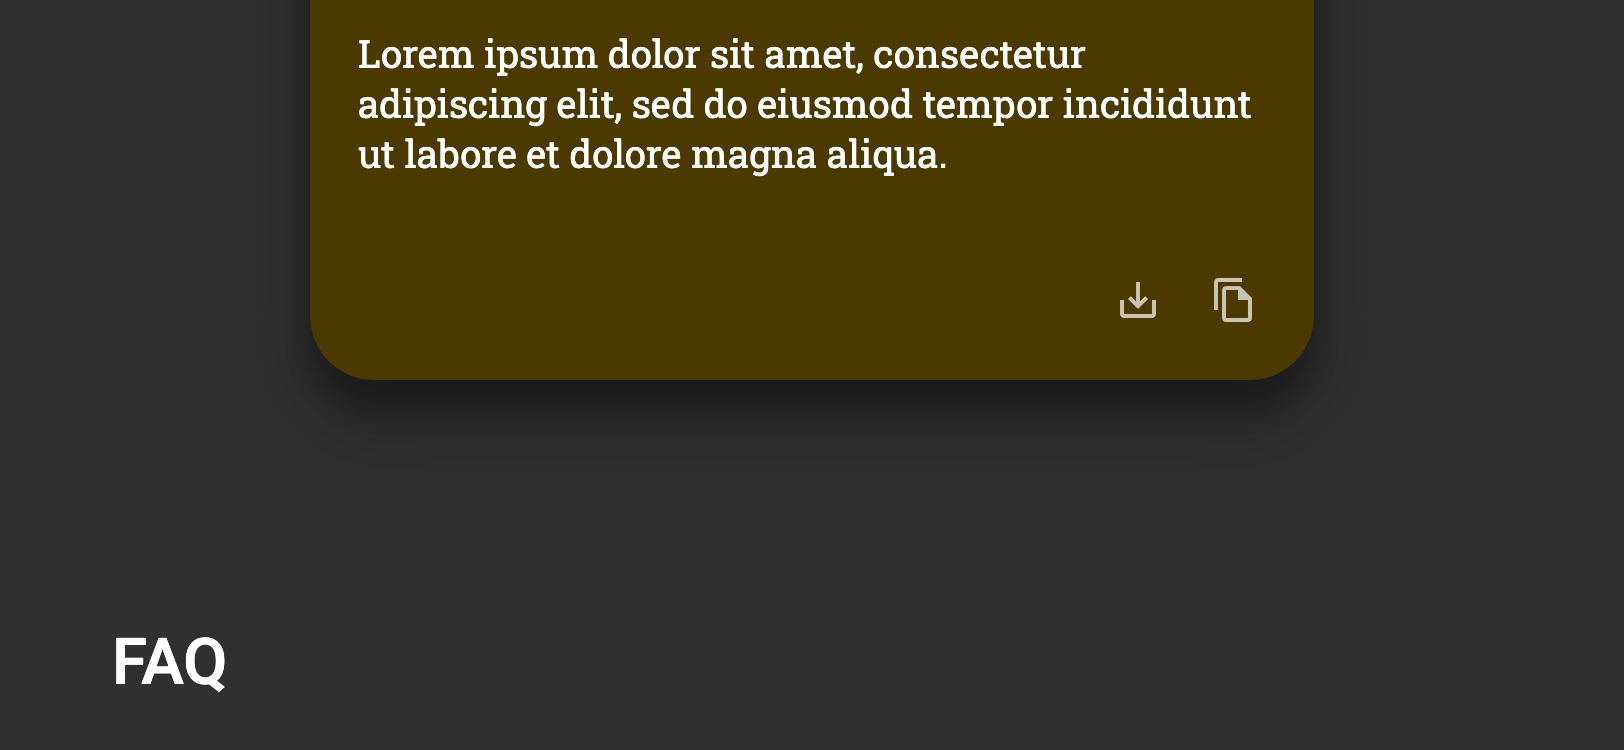 Lorem ipsum dolor sit amet, consectetur
adipiscing elit, sed do eiusmod tempor incididunt
ut labore et dolore magna aliqua.
FAQ